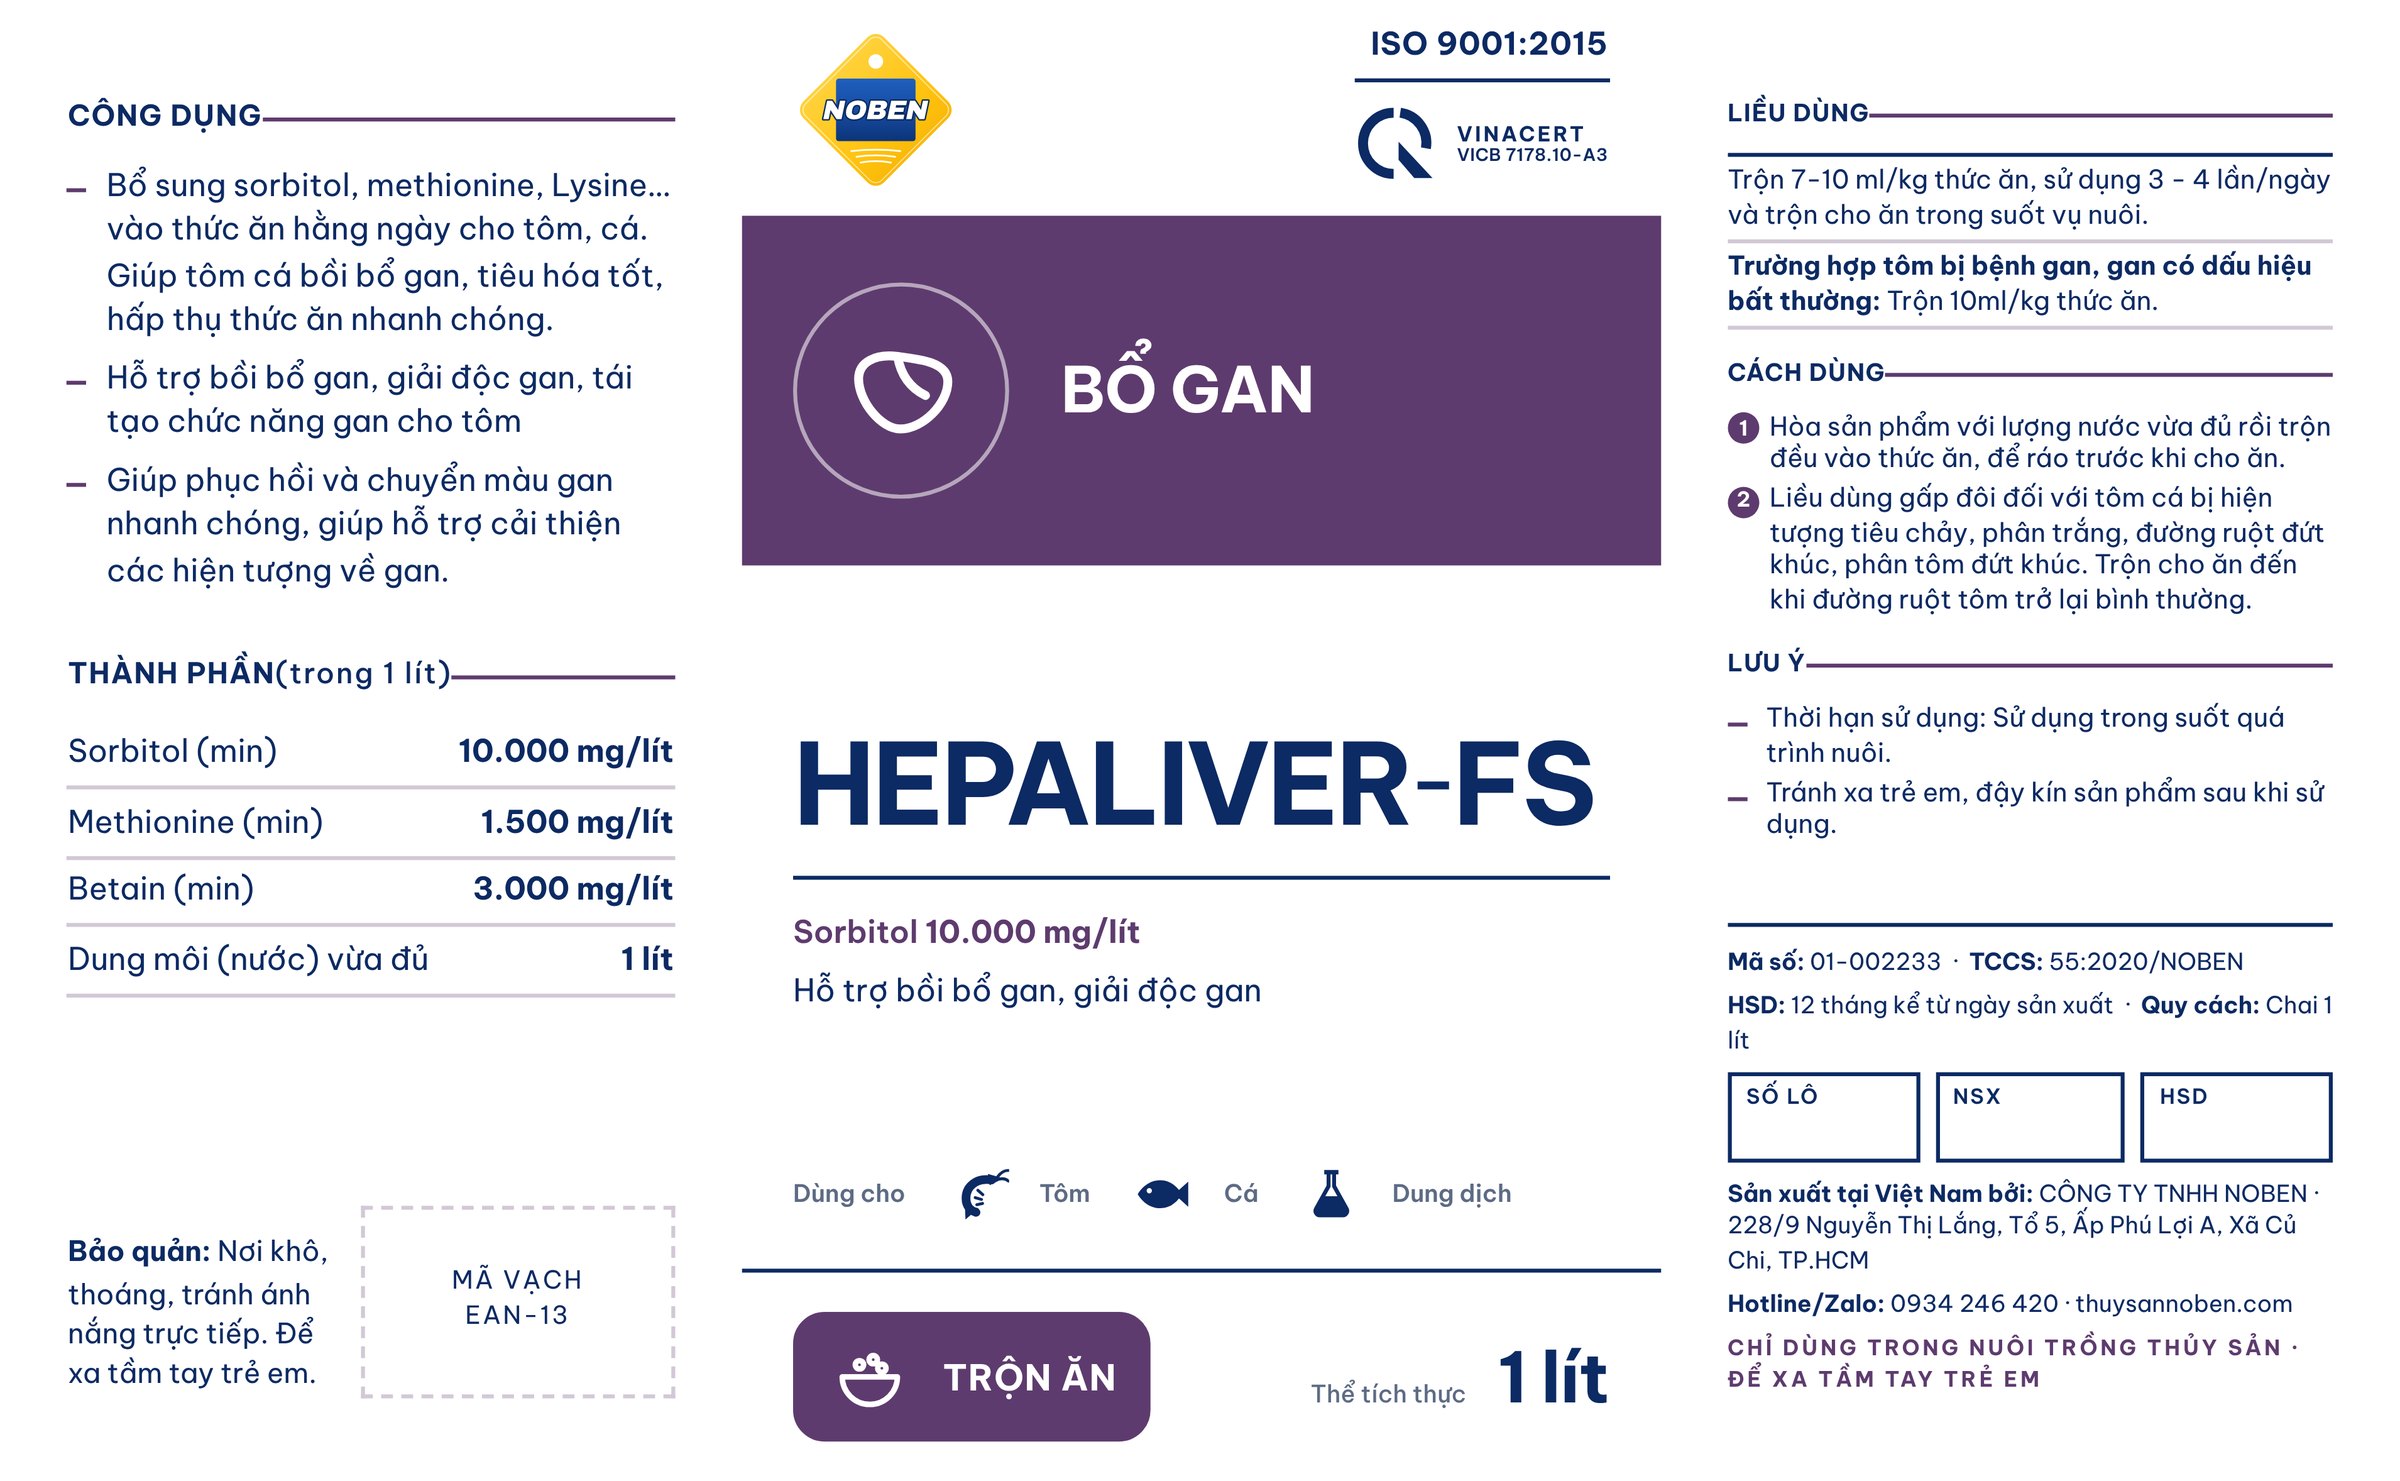 CÔNG DỤNG
Bổ sung sorbitol, methionine, Lysine...
vào thức ăn hằng ngày cho tôm, cá.
Giúp tôm cá bồi bổ gan, tiêu hóa tốt,
hấp thụ thức ăn nhanh chóng.
Hỗ trợ bồi bổ gan, giải độc gan, tái
tạo chức năng gan cho tôm
Giúp phục hồi và chuyển màu gan
nhanh chóng, giúp hỗ trợ cải thiện
các hiện tượng về gan.
THÀNH PHẦN(trong 1 lít)
Sorbitol (min) 10.000 mg/lít
Methionine (min) 1.500 mg/lít
Betain (min) 3.000 mg/lít
Dung môi (nước) vừa đủ 1 lít
Bảo quản: Nơi khô,
thoáng, tránh ánh
nắng trực tiếp. Để
xa tầm tay trẻ em.
MÃ VẠCH
EAN-13
NOBEN
ISO 9001:2015
VINACERT
VICB 7178.10-A3
BỔ GAN
HEPALIVER-FS
Sorbitol 10.000 mg/lít
Hỗ trợ bồi bổ gan, giải độc gan
Dùng cho Tôm Cá Dung dịch
TRỘN ĂN
Thể tích thực 1 lít
LIỀU DÙNG
Trộn 7-10 ml/kg thức ăn, sử dụng 3 - 4 lần/ngày
và trộn cho ăn trong suốt vụ nuôi.
Trường hợp tôm bị bệnh gan, gan có dấu hiệu
bất thường: Trộn 10ml/kg thức ăn.
CÁCH DÙNG
1 Hòa sản phẩm với lượng nước vừa đủ rồi trộn
đều vào thức ăn, để ráo trước khi cho ăn.
2 Liều dùng gấp đôi đối với tôm cá bị hiện
tượng tiêu chảy, phân trắng, đường ruột đứt
khúc, phân tôm đứt khúc. Trộn cho ăn đến
khi đường ruột tôm trở lại bình thường.
LƯU Ý
Thời hạn sử dụng: Sử dụng trong suốt quá
trình nuôi.
Tránh xa trẻ em, đậy kín sản phẩm sau khi sử
dụng.
Mã số: 01-002233 · TCCS: 55:2020/NOBEN
HSD: 12 tháng kể từ ngày sản xuất · Quy cách: Chai 1
lít
SỐ LÔ NSX HSD
Sản xuất tại Việt Nam bởi: CÔNG TY TNHH NOBEN ·
228/9 Nguyễn Thị Lắng, Tổ 5, Ấp Phú Lợi A, Xã Củ
Chi, TP.HCM
Hotline/Zalo: 0934 246 420 · thuysannoben.com
CHỈ DÙNG TRONG NUÔI TRỒNG THỦY SẢN ·
ĐỂ XA TẦM TAY TRẺ EM